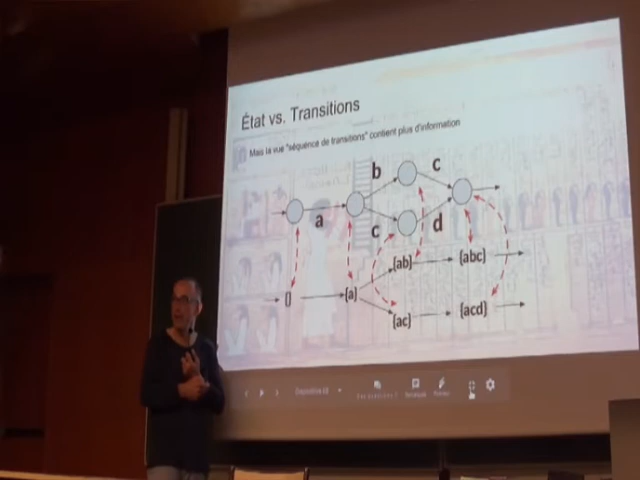 État vs. Transitions
Mais la vue "séquence de transitions" contient plus d'information
b c
a c d
[ab] [abc]
[] [a]
[ac] [acd]